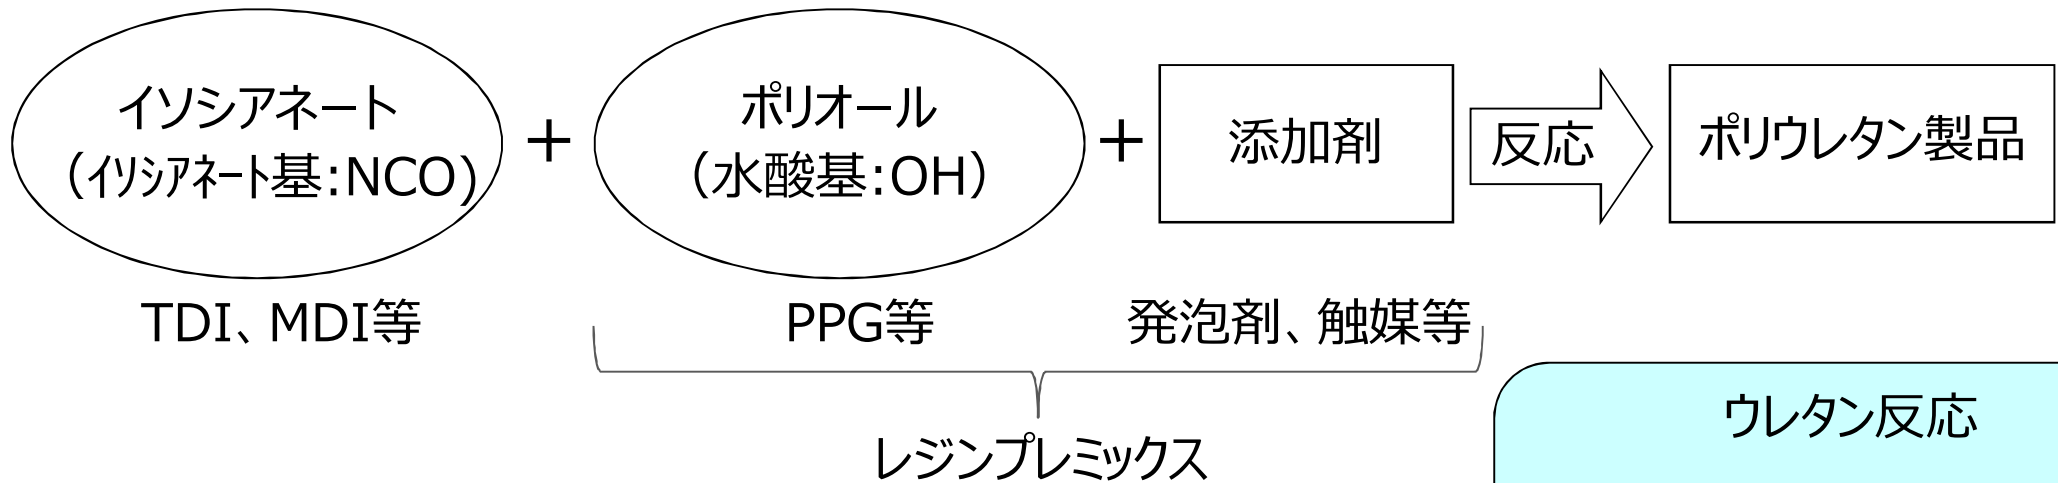 イソシアネート
（ｲｿｼｱﾈｰﾄ基:NCO)
+
ポリオール
（水酸基:OH）
+
添加剤
反応
ポリウレタン製品
TDI、MDI等
PPG等
発泡剤、触媒等
レジンプレミックス
ウレタン反応